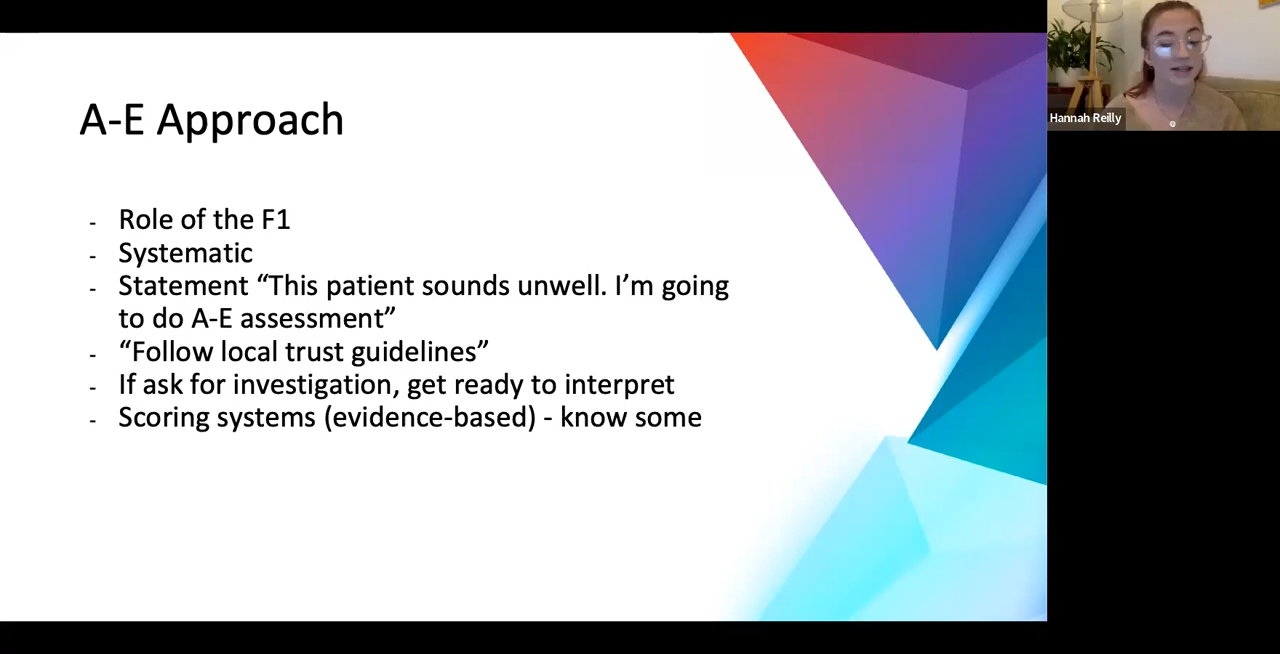 A-E Approach
- Role of the F1
- Systematic
- Statement “This patient sounds unwell. I’m going
to do A-E assessment”
- “Follow local trust guidelines”
- If ask for investigation, get ready to interpret
- Scoring systems (evidence-based) - know some
Hannah Reilly